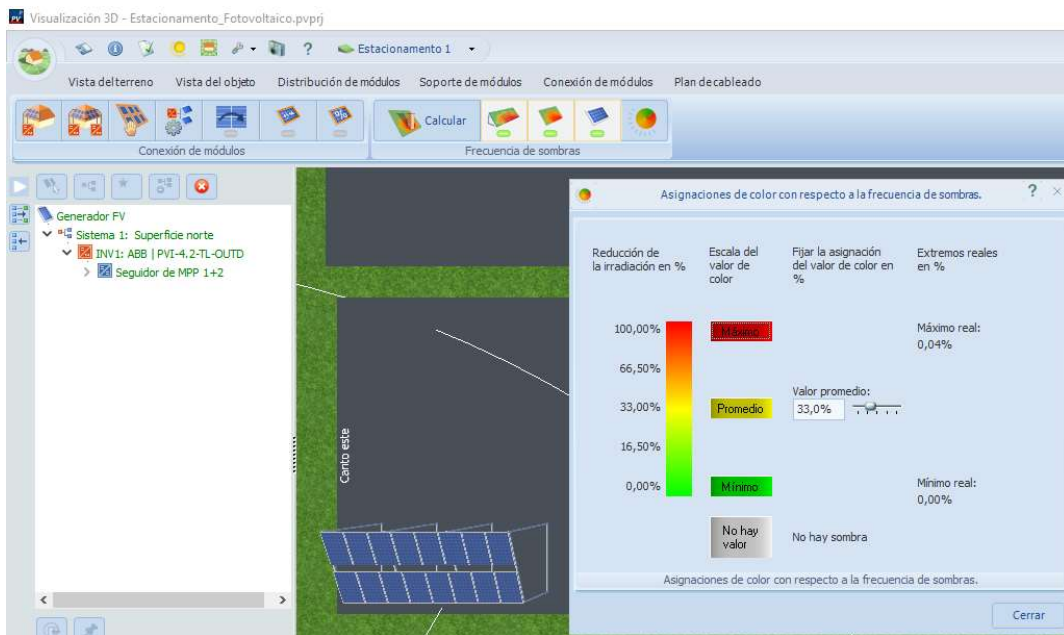 Visualización 3D - Estacionamento_Fotovoltaico.pvprj
Estacionamento 1
Vista del terreno Vista del objeto Distribución de módulos Soporte de módulos Conexión de módulos Plan de cableado
Calcular
Conexión de módulos Frecuencia de sombras
Generador FV
Sistema 1: Superficie norte
INV1: ABB | PVI-4.2-TL-OUTD
Seguidor de MPP 1+2
Canto este
Asignaciones de color con respecto a la frecuencia de sombras.
Reducción de
la irradiación en %
Escala del
valor de
color
Fijar la asignación
del valor de color en
%
Extremos reales
en %
100,00%
66,50%
33,00%
16,50%
0,00%
Máximo
Promedio
Mínimo
No hay
valor
Valor promedio:
33,0%
No hay sombra
Máximo real:
0,04%
Mínimo real:
0,00%
Asignaciones de color con respecto a la frecuencia de sombras.
Cerrar